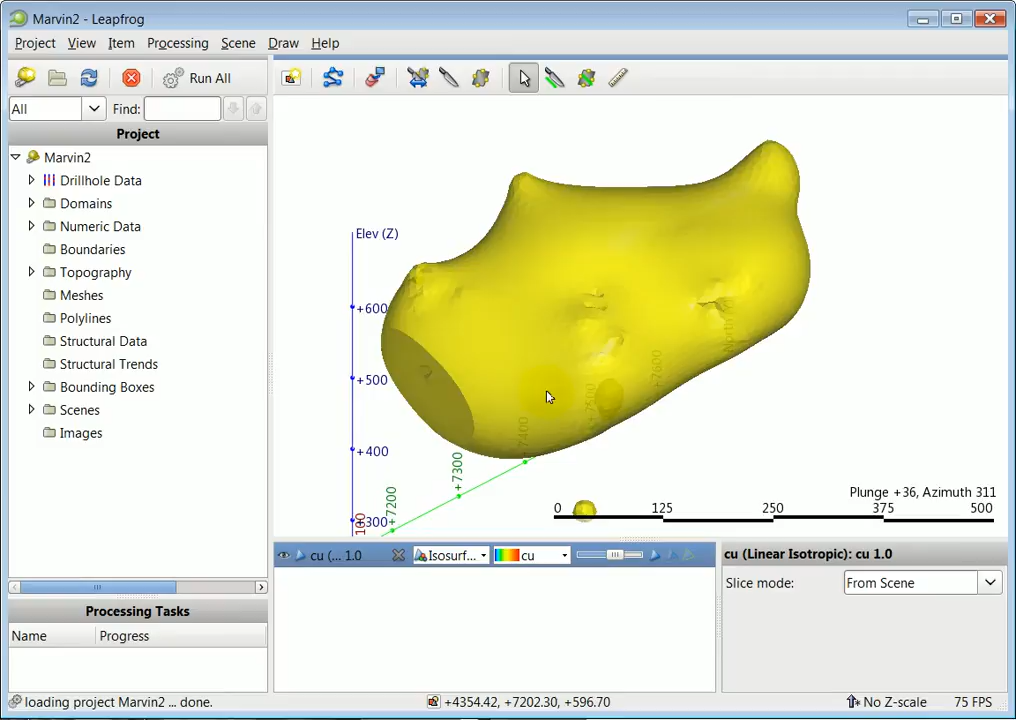 Marvin2 - Leapfrog
Project View Item Processing Scene Draw Help
Run All
All Find:
Project
Marvin2
Drillhole Data
Domains
Numeric Data
Boundaries
Topography
Meshes
Polylines
Structural Data
Structural Trends
Bounding Boxes
Scenes
Images
Processing Tasks
Name Progress
loading project Marvin2 ... done.
Elev (Z)
+600
+500
+400
+300
+7200
+7300
+7400
+7500
+7600
Plunge +36, Azimuth 311
0 125 250 375 500
cu (... 1.0 Isosurf... cu
cu (Linear Isotropic): cu 1.0
Slice mode: From Scene
+4354.42, +7202.30, +596.70
No Z-scale 75 FPS